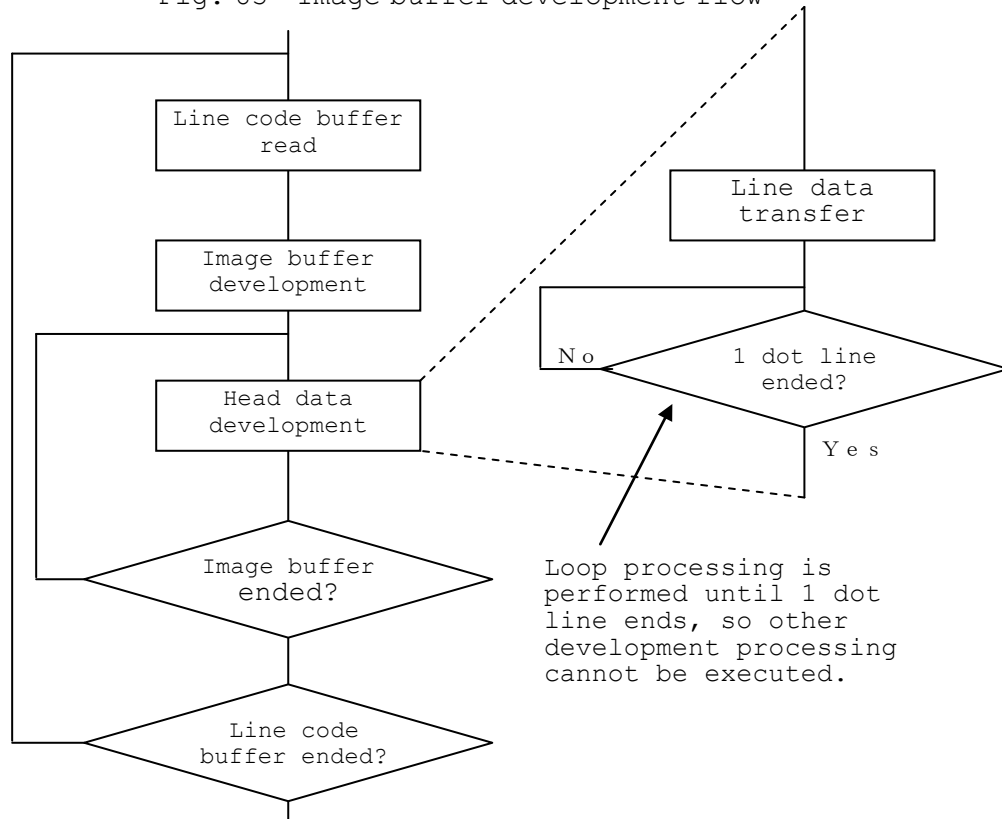 Fig. 05 Image buffer development flow
Line code buffer
read
Image buffer
development
Head data
development
Image buffer
ended?
Line code
buffer ended?
Line data
transfer
1 dot line
ended?
No
Yes
Loop processing is
performed until 1 dot
line ends, so other
development processing
cannot be executed.